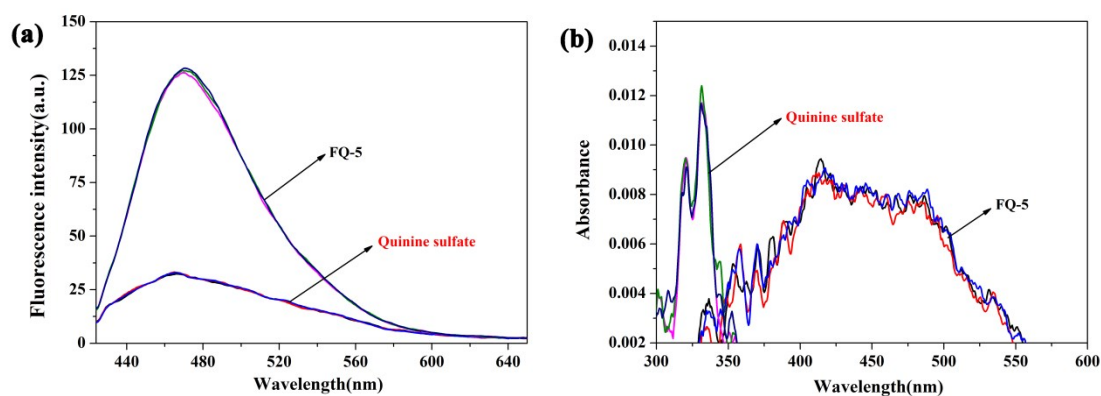 (a)
150
125
100
75
50
25
0
Fluorescence intensity(a.u.)
FQ-5
Quinine sulfate
440 480 520 560 600 640
Wavelength(nm)
(b)
0.014
0.012
0.010
0.008
0.006
0.004
0.002
Absorbance
Quinine sulfate
FQ-5
300 350 400 450 500 550 600
Wavelength(nm)